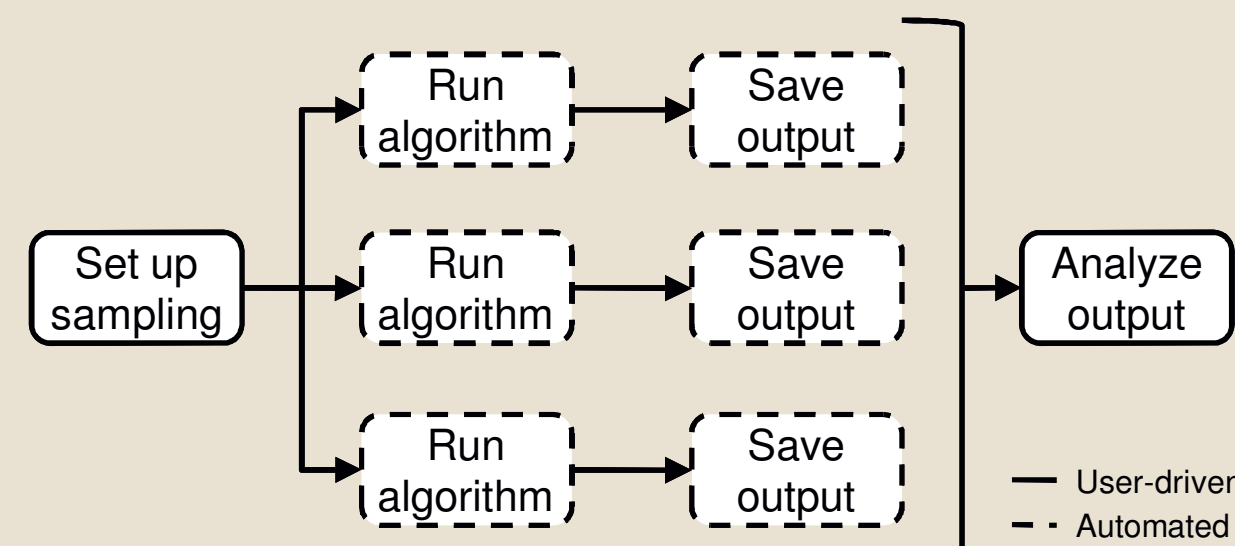 Run
algorithm
Save
output
Set up
sampling
Run
algorithm
Save
output
Analyze
output
Run
algorithm
Save
output
User-driven
Automated